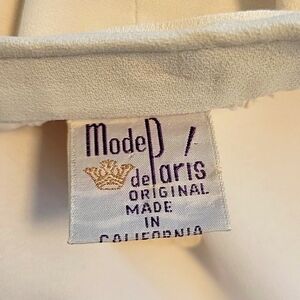 Mode
de Paris
ORIGINAL
MADE
IN
CALIFORNIA